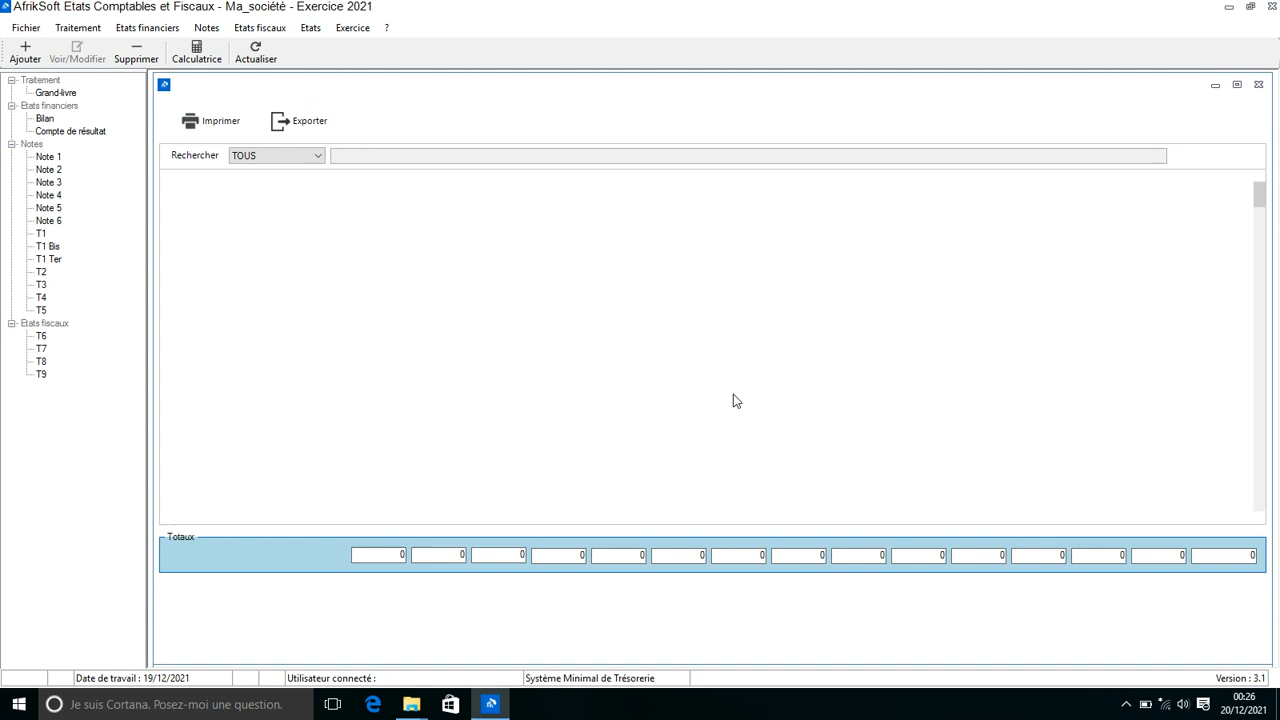 AfrikSoft Etats Comptables et Fiscaux - Ma_société - Exercice 2021
Fichier Traitement Etats financiers Notes Etats fiscaux Etats Exercice ?
Ajouter Voir/Modifier Supprimer Calculatrice Actualiser
Traitement
Grand-livre
Etats financiers
Bilan
Compte de résultat
Notes
Note 1
Note 2
Note 3
Note 4
Note 5
Note 6
T1
T1 Bis
T1 Ter
T2
T3
T4
T5
Etats fiscaux
T6
T7
T8
T9
Imprimer Exporter
Rechercher TOUS
Totaux
0 0 0 0 0 0 0 0 0 0 0 0 0 0 0
Date de travail : 19/12/2021 Utilisateur connecté : Système Minimal de Trésorerie Version : 3.1
Je suis Cortana. Posez-moi une question.
00:26
20/12/2021